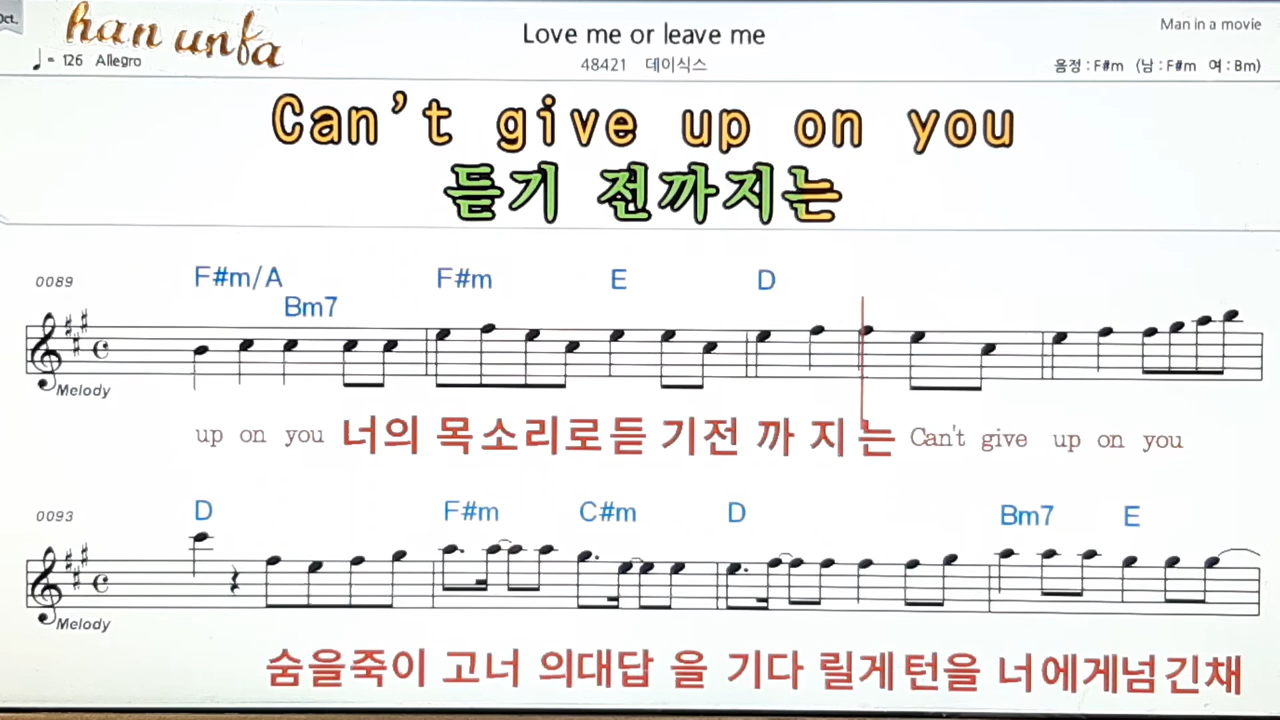 Oct.
han unfa
Love me or leave me
Man in a movie
♩= 126 Allegro
48421 데이식스
음정 : F#m (남 : F#m 여 : Bm)
Can't give up on you
듣기 전까지는
0089
F#m/A Bm7 F#m E D
Melody
up on you 너의 목소리로듣 기전 까 지 는 Can't give up on you
0093
D F#m C#m D Bm7 E
Melody
숨을죽이 고너 의대답 을 기다 릴게턴을 너에게넘긴채